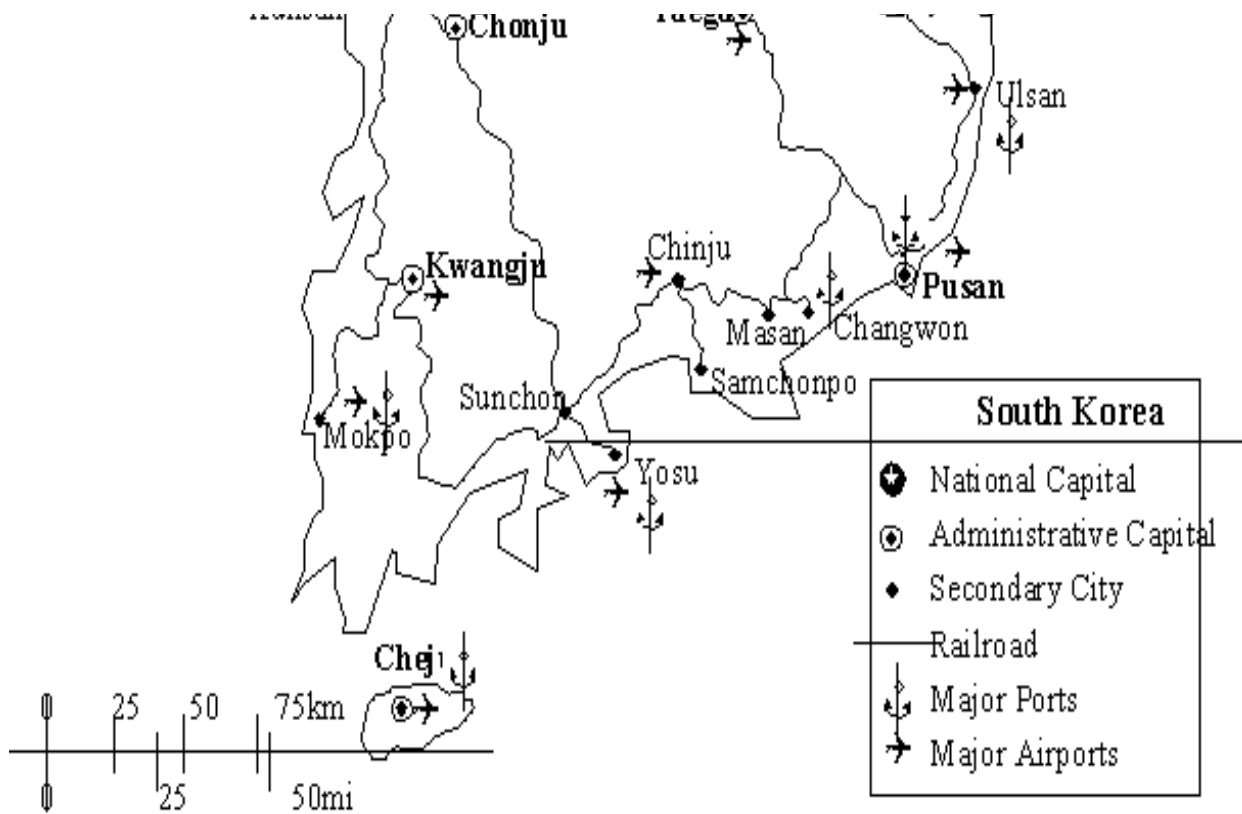 Chonju
Ulsan
Chinju
Kwangju
Pusan
Masan
Changwon
Samchonpo
Sunchon
Mokpo
Yosu
South Korea
National Capital
Administrative Capital
Secondary City
Railroad
Major Ports
Major Airports
Cheju
0 25 50 75km
0 25 50mi